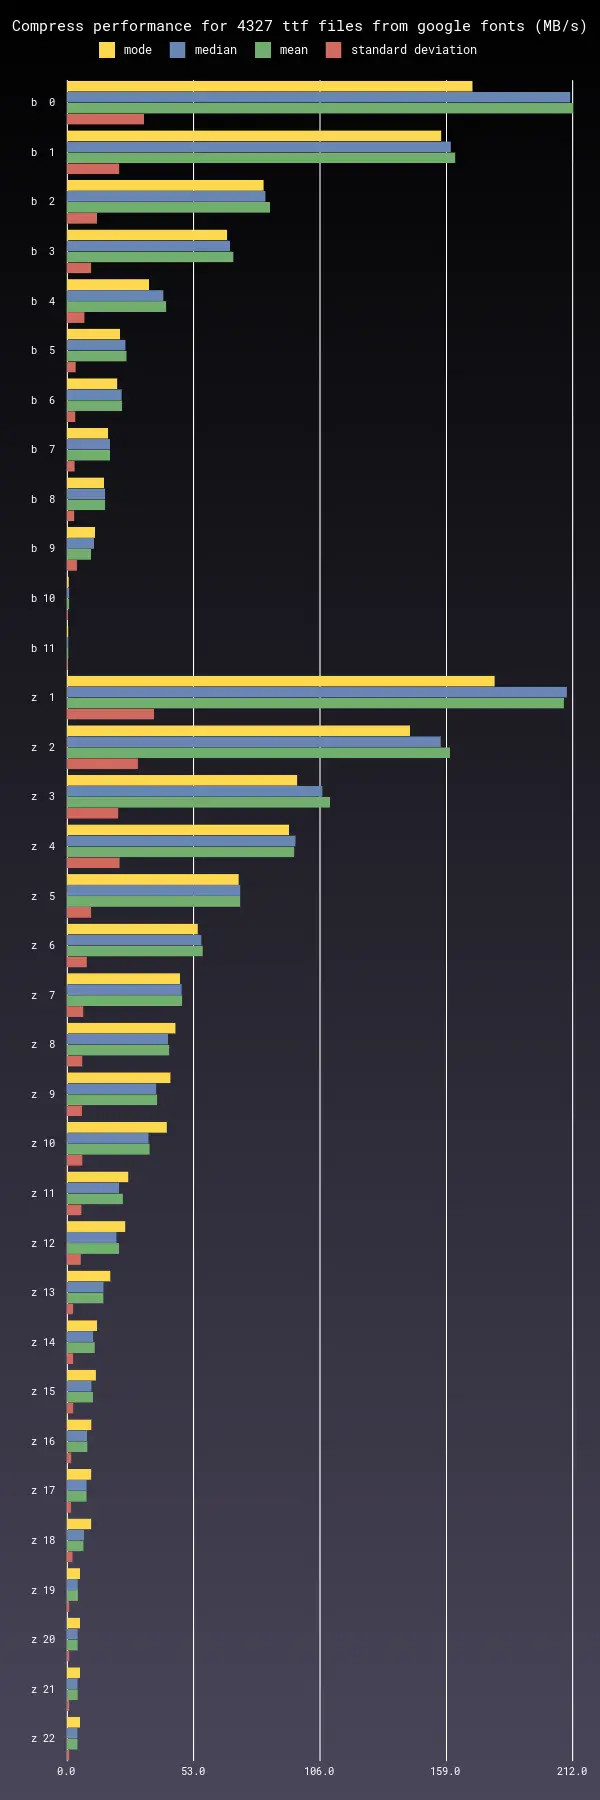 Compress performance for 4327 ttf files from google fonts (MB/s)
mode median mean standard deviation
b 0
b 1
b 2
b 3
b 4
b 5
b 6
b 7
b 8
b 9
b 10
b 11
z 1
z 2
z 3
z 4
z 5
z 6
z 7
z 8
z 9
z 10
z 11
z 12
z 13
z 14
z 15
z 16
z 17
z 18
z 19
z 20
z 21
z 22
0.0 53.0 106.0 159.0 212.0